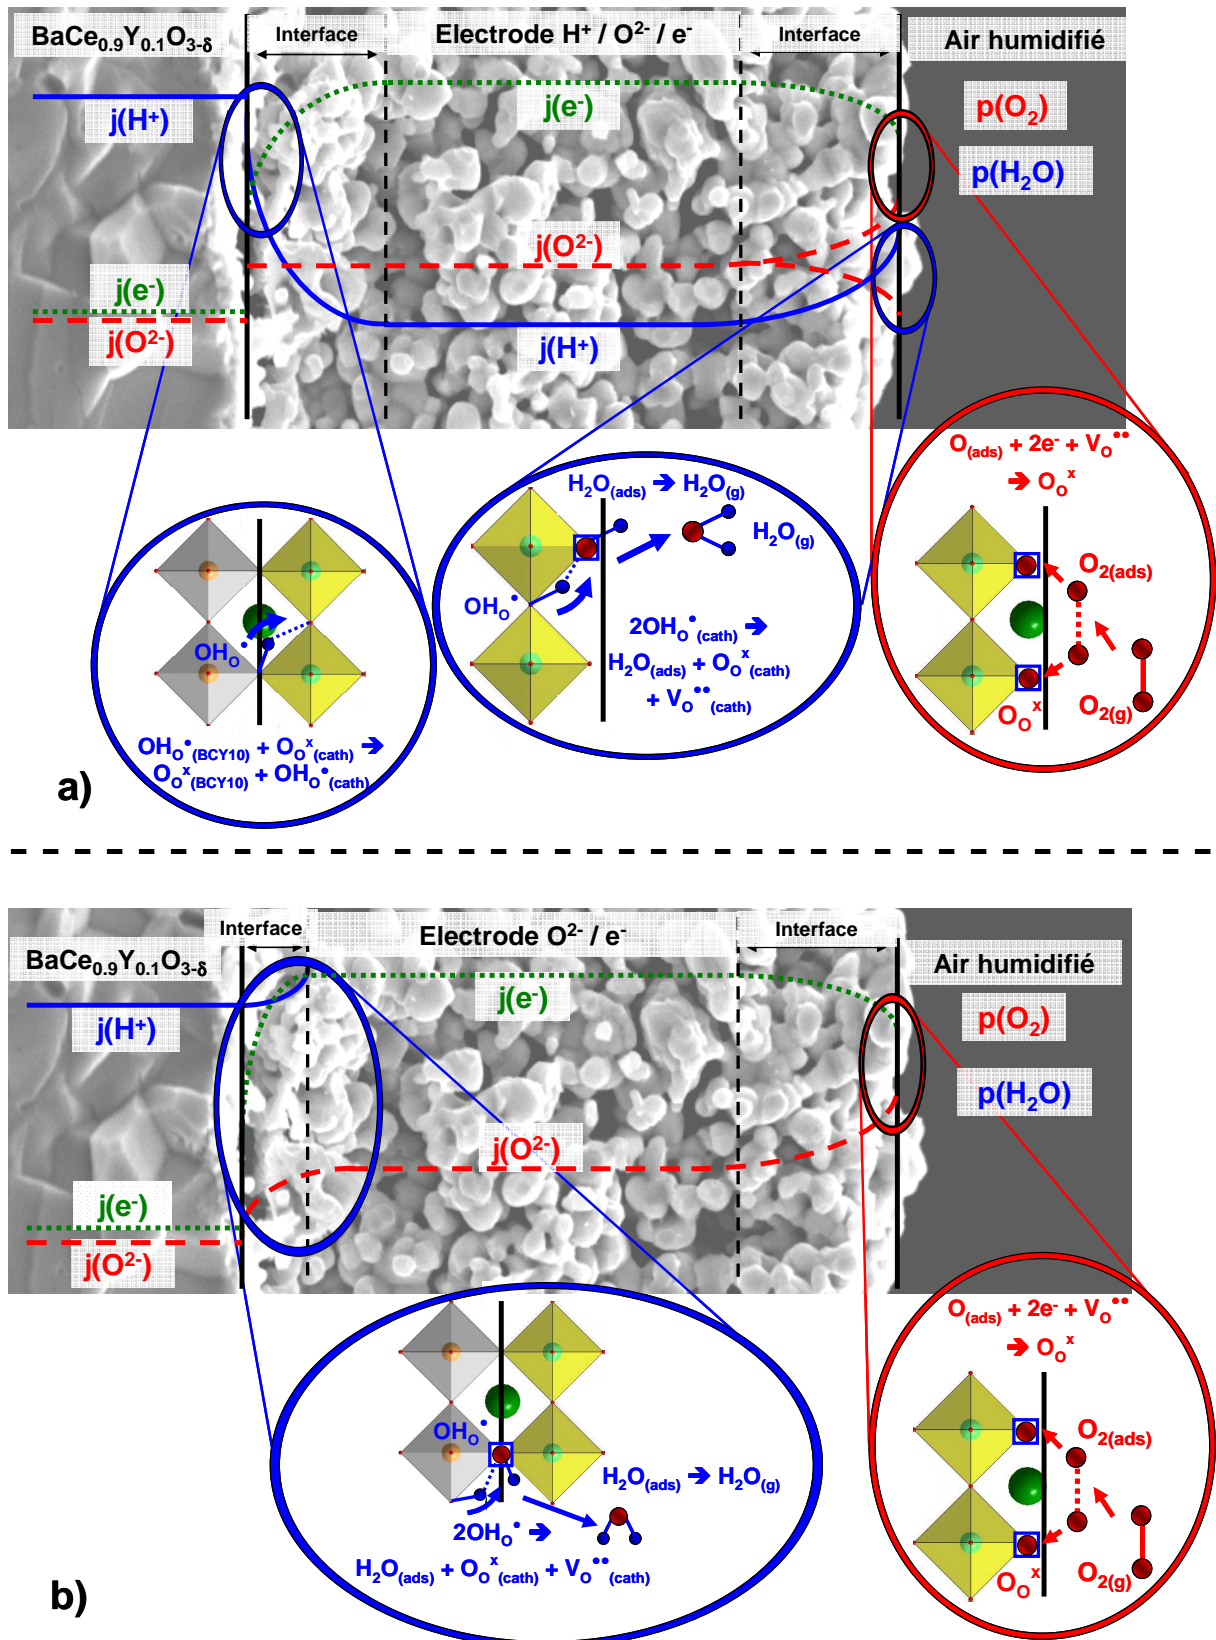 BaCe0.9Y0.1O3-δ
Interface
Electrode H+ / O2- / e-
Interface
Air humidifié
j(H+)
j(e-)
p(O2)
p(H2O)
j(O2-)
j(e-)
j(O2-)
j(H+)
O(ads) + 2e- + VO••
➔ OOx
H2O(ads) ➔ H2O(g)
H2O(g)
O2(ads)
OHO•
2OHO•(cath) ➔
H2O(ads) + OOx(cath)
+ VO••(cath)
OHO•
OOx
O2(g)
OHO•(BCY10) + OOx(cath) ➔
OOx(BCY10) + OHO•(cath)
a)
BaCe0.9Y0.1O3-δ
Interface
Electrode O2- / e-
Interface
Air humidifié
j(H+)
j(e-)
p(O2)
p(H2O)
j(O2-)
j(e-)
j(O2-)
O(ads) + 2e- + VO••
➔ OOx
OHO•
O2(ads)
H2O(ads) ➔ H2O(g)
2OHO• ➔
H2O(ads) + OOx(cath) + VO••(cath)
OOx
O2(g)
b)